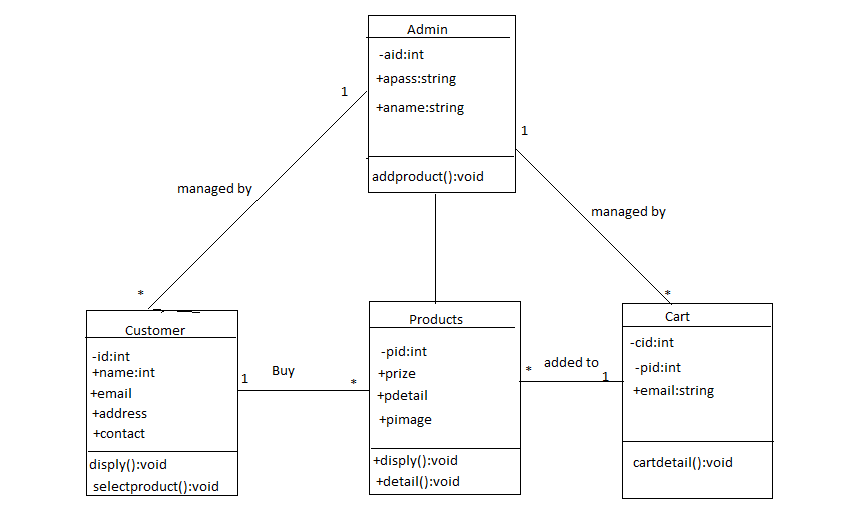 Admin
-aid:int
+apass:string
+aname:string
addproduct():void
1
1
managed by
managed by
*
*
Customer
-id:int
+name:int
+email
+address
+contact
disply():void
selectproduct():void
1
Buy
*
Products
-pid:int
+prize
+pdetail
+pimage
+disply():void
+detail():void
*
added to
1
Cart
-cid:int
-pid:int
+email:string
cartdetail():void